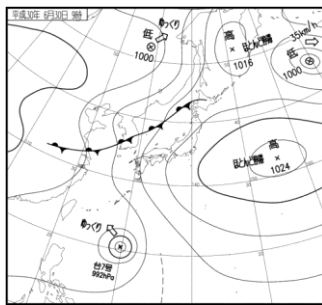 平成30年 6月30日 9時
ゆっくり
低
1000
高
1016
ほとんど停滞
35km/h
低
1000
高
ほとんど停滞
1024
ゆっくり
台7号
992hPa